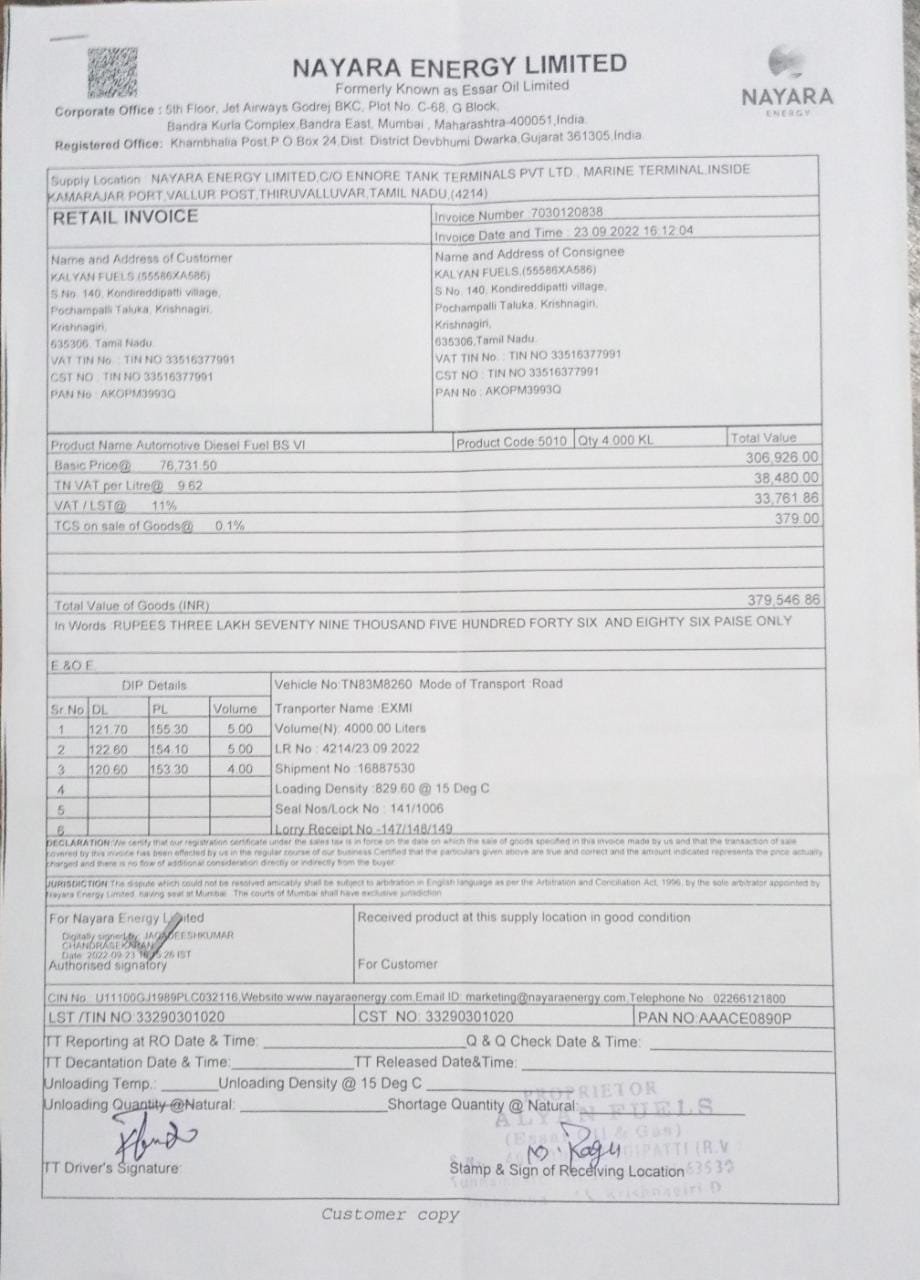 NAYARA ENERGY LIMITED
Formerly Known as Essar Oil Limited
NAYARA
ENERGY
Corporate Office : 5th Floor, Jet Airways Godrej BKC, Plot No. C-68, G Block,
Bandra Kurla Complex,Bandra East, Mumbai , Maharashtra-400051,India.
Registered Office: Khambhalia Post,P O Box 24,Dist. District Devbhumi Dwarka,Gujarat 361305,India.
Supply Location : NAYARA ENERGY LIMITED,C/O ENNORE TANK TERMINALS PVT LTD., MARINE TERMINAL,INSIDE
KAMARAJAR PORT,VALLUR POST,THIRUVALLUVAR,TAMIL NADU,(4214)
RETAIL INVOICE
Invoice Number :7030120838
Invoice Date and Time : 23.09.2022 16:12:04
Name and Address of Customer
KALYAN FUELS,(55586XA586)
S.No. 140, Kondireddipatti village,
Pochampalli Taluka, Krishnagiri,
Krishnagiri,
635306, Tamil Nadu.
VAT TIN No. : TIN NO 33516377991
CST NO : TIN NO 33516377991
PAN No : AKOPM3993Q
Name and Address of Consignee
KALYAN FUELS,(55586XA586)
S.No. 140, Kondireddipatti village,
Pochampalli Taluka, Krishnagiri,
Krishnagiri,
635306,Tamil Nadu.
VAT TIN No. : TIN NO 33516377991
CST NO : TIN NO 33516377991
PAN No : AKOPM3993Q
Product Name Automotive Diesel Fuel BS VI Product Code 5010 Qty 4.000 KL Total Value
Basic Price@ 76,731.50 306,926.00
TN VAT per Litre@ 9.62 38,480.00
VAT / LST@ 11% 33,761.86
TCS on sale of Goods@ 0.1% 379.00
Total Value of Goods (INR) 379,546.86
In Words :RUPEES THREE LAKH SEVENTY NINE THOUSAND FIVE HUNDRED FORTY SIX AND EIGHTY SIX PAISE ONLY
E.&O.E.
DIP Details
Sr.No DL PL Volume
1 121.70 155.30 5.00
2 122.60 154.10 5.00
3 120.60 153.30 4.00
4
5
6
Vehicle No:TN83M8260 Mode of Transport :Road
Tranporter Name :EXMI
Volume(N): 4000.00 Liters
LR No : 4214/23.09.2022
Shipment No :16887530
Loading Density :829.60 @ 15 Deg C
Seal Nos/Lock No : 141/1006
Lorry Receipt No -147/148/149
DECLARATION:We certify that our registration certificate under the sales tax is in force on the date on which the sale of goods specified in this invoice made by us and that the transaction of sale
covered by this invoice has been effected by us in the regular course of our business Certified that the particulars given above are true and correct and the amount indicated represents the price actually
charged and there is no flow of additional consideration directly or indirectly from the buyer.
JURISDICTION:The dispute which could not be resolved amicably shall be subject to arbitration in English language as per the Arbitration and Conciliation Act, 1996, by the sole arbitrator appointed by
Nayara Energy Limited, having seat at Mumbai. The courts of Mumbai shall have exclusive jurisdiction
For Nayara Energy Limited
Digitally signed by: JAGADEESHKUMAR
CHANDRASEKARAN
Date: 2022-09-23 IST
Authorised signatory
Received product at this supply location in good condition
For Customer
CIN No. :U11100GJ1989PLC032116,Website www.nayaraenergy.com,Email ID: marketing@nayaraenergy.com,Telephone No : 02266121800
LST /TIN NO:33290301020 CST NO: 33290301020 PAN NO:AAACE0890P
TT Reporting at RO Date & Time: Q & Q Check Date & Time:
TT Decantation Date & Time: TT Released Date&Time:
Unloading Temp.: Unloading Density @ 15 Deg C
Unloading Quantity @Natural: Shortage Quantity @ Natural:
PROPRIETOR
ALYAN FUELS
(Essar Oil & Gas)
TT Driver's Signature:
Stamp & Sign of Receiving Location
Customer copy